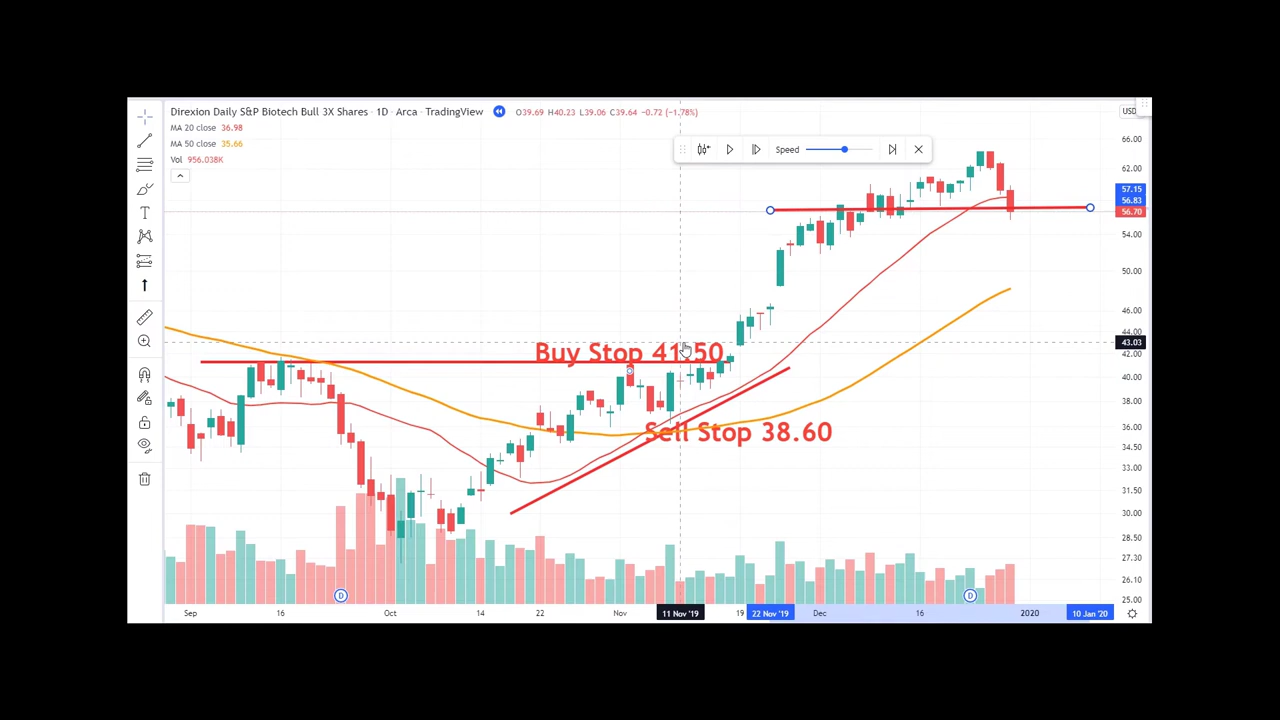 Direxion Daily S&P Biotech Bull 3X Shares · 1D · Arca · TradingView O39.69 H40.23 L39.06 C39.64 −0.72 (−1.78%)
USD
MA 20 close 36.98
MA 50 close 35.66
Vol 956.038K
Speed
66.00
62.00
57.15
56.83
56.70
54.00
50.00
46.00
44.00
43.03
42.00
40.00
38.00
36.00
34.50
33.00
31.50
30.00
28.50
27.30
26.10
25.00
Buy Stop 41.50
Sell Stop 38.60
D
D
Sep 16 Oct 14 22 Nov 11 Nov '19 19 22 Nov '19 Dec 16 2020 10 Jan '20